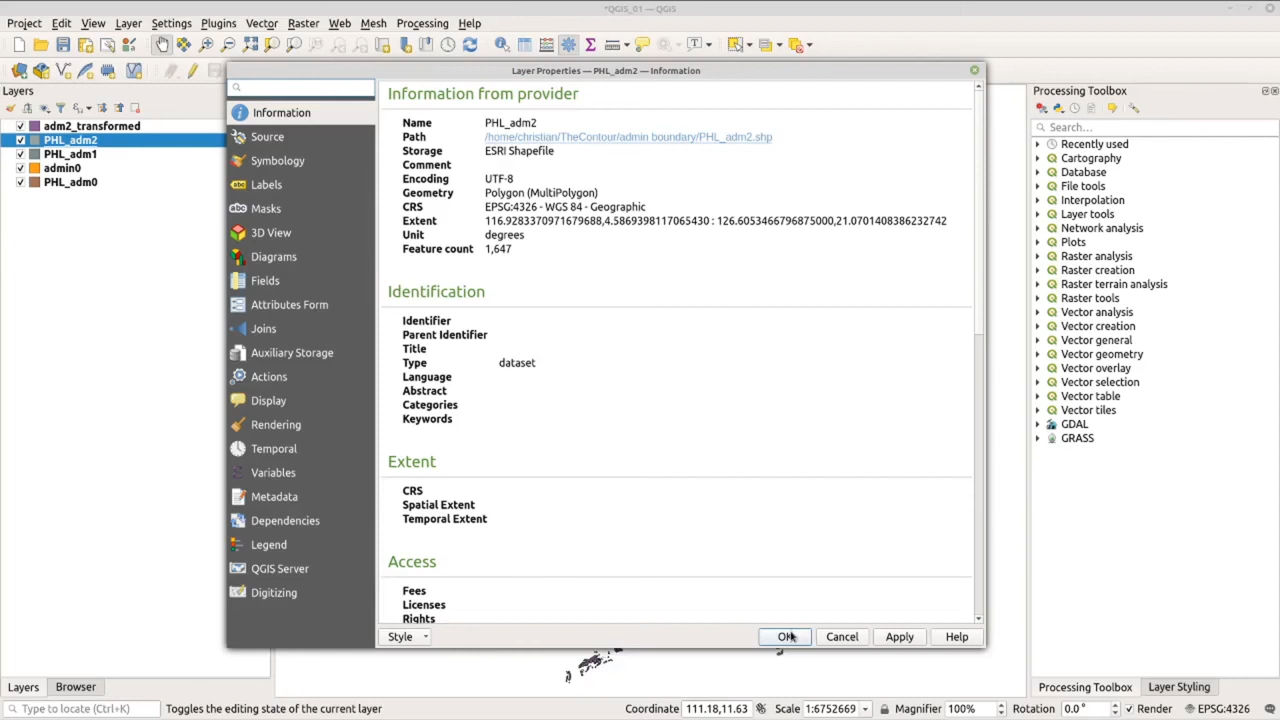 *QGIS_01 — QGIS
Project Edit View Layer Settings Plugins Vector Raster Web Mesh Processing Help
Layers
adm2_transformed
PHL_adm2
PHL_adm1
admin0
PHL_adm0
Layer Properties — PHL_adm2 — Information
Information
Source
Symbology
Labels
Masks
3D View
Diagrams
Fields
Attributes Form
Joins
Auxiliary Storage
Actions
Display
Rendering
Temporal
Variables
Metadata
Dependencies
Legend
QGIS Server
Digitizing
Information from provider
Name PHL_adm2
Path /home/christian/TheContour/admin boundary/PHL_adm2.shp
Storage ESRI Shapefile
Comment
Encoding UTF-8
Geometry Polygon (MultiPolygon)
CRS EPSG:4326 - WGS 84 - Geographic
Extent 116.9283370971679688,4.5869398117065430 : 126.6053466796875000,21.0701408386232742
Unit degrees
Feature count 1,647
Identification
Identifier
Parent Identifier
Title
Type dataset
Language
Abstract
Categories
Keywords
Extent
CRS
Spatial Extent
Temporal Extent
Access
Fees
Licenses
Rights
Style OK Cancel Apply Help
Processing Toolbox
Search...
Recently used
Cartography
Database
File tools
Interpolation
Layer tools
Network analysis
Plots
Raster analysis
Raster creation
Raster terrain analysis
Raster tools
Vector analysis
Vector creation
Vector general
Vector geometry
Vector overlay
Vector selection
Vector table
Vector tiles
GDAL
GRASS
Layers Browser
Processing Toolbox Layer Styling
Type to locate (Ctrl+K) Toggles the editing state of the current layer Coordinate 111.18,11.63 Scale 1:6752669 Magnifier 100% Rotation 0.0° Render EPSG:4326